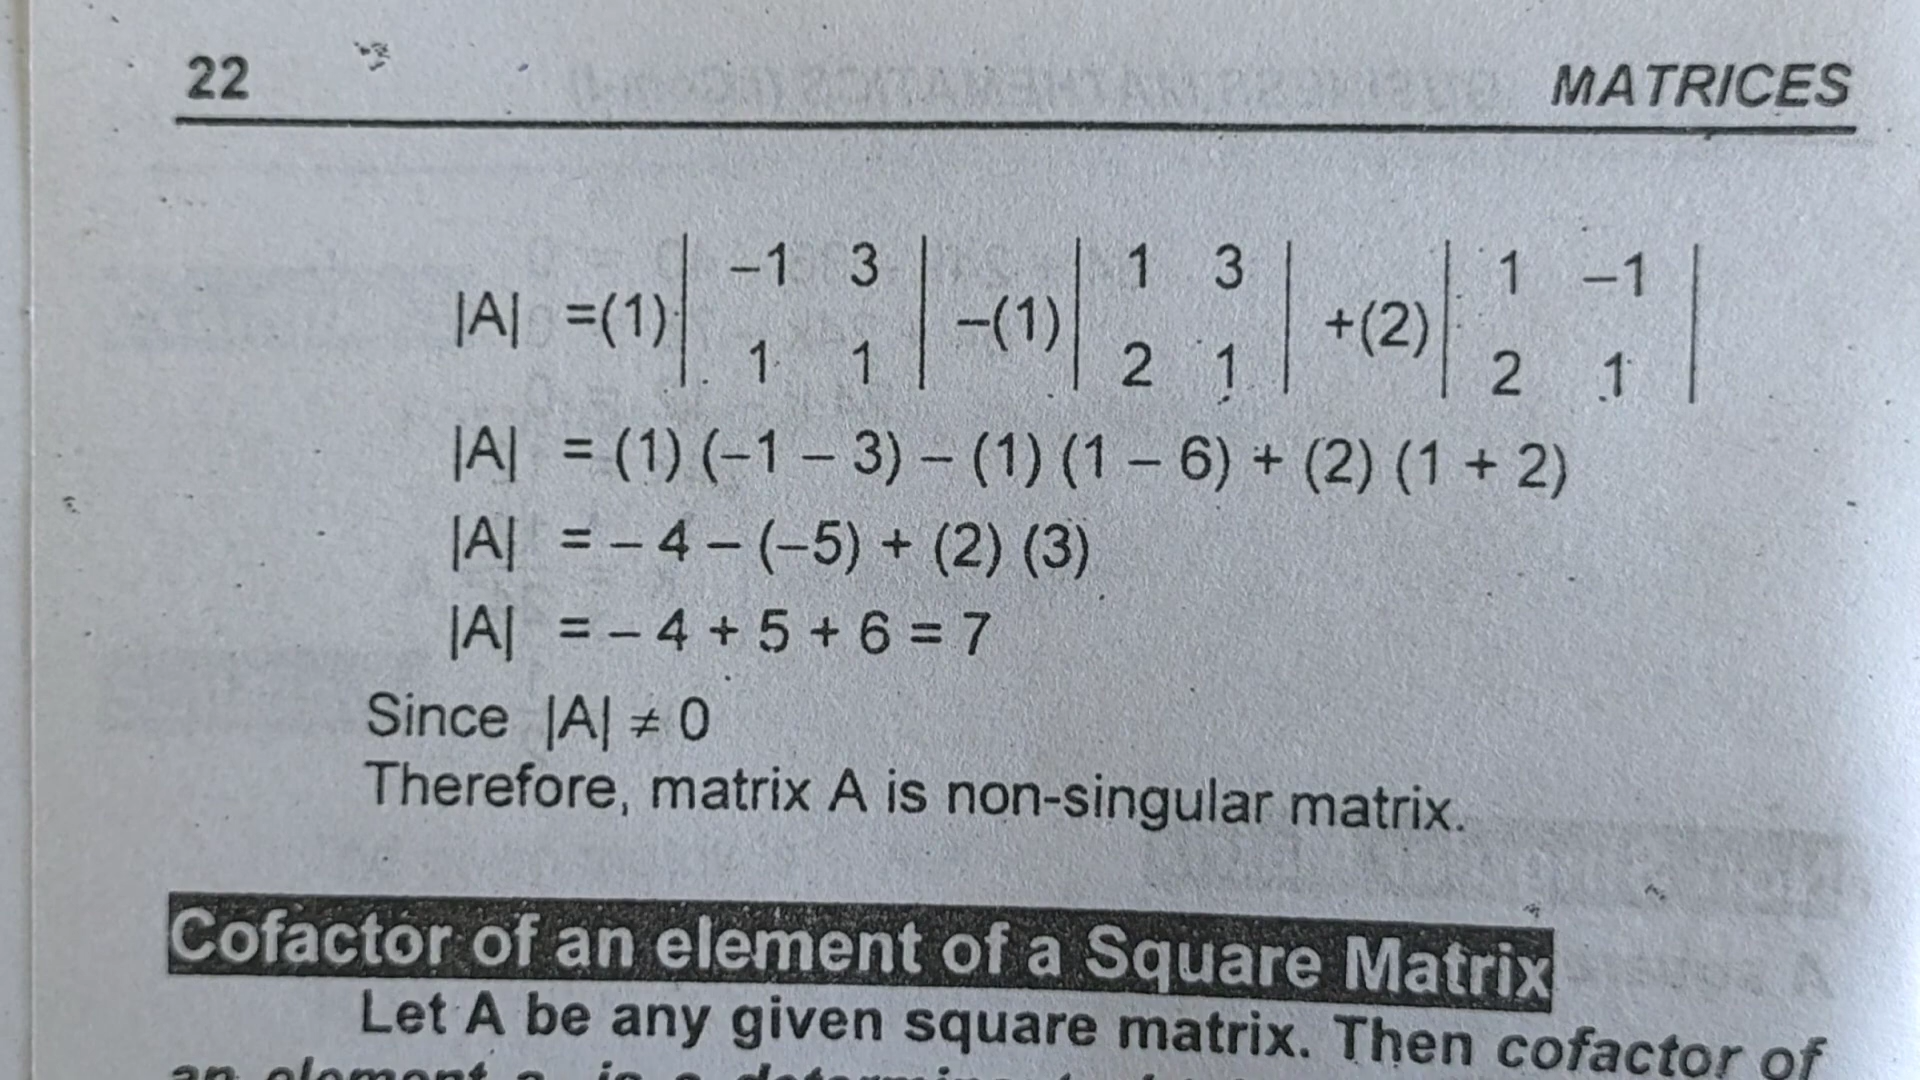 22 MATRICES
|A| =(1) | −1 3 | −(1) | 1 3 | +(2) | 1 −1 |
| 1 1 | | 2 1 | | 2 1 |
|A| = (1) (−1 − 3) − (1) (1 − 6) + (2) (1 + 2)
|A| = − 4 − (−5) + (2) (3)
|A| = − 4 + 5 + 6 = 7
Since |A| ≠ 0
Therefore, matrix A is non-singular matrix.
Cofactor of an element of a Square Matrix
Let A be any given square matrix. Then cofactor of
an element a is a